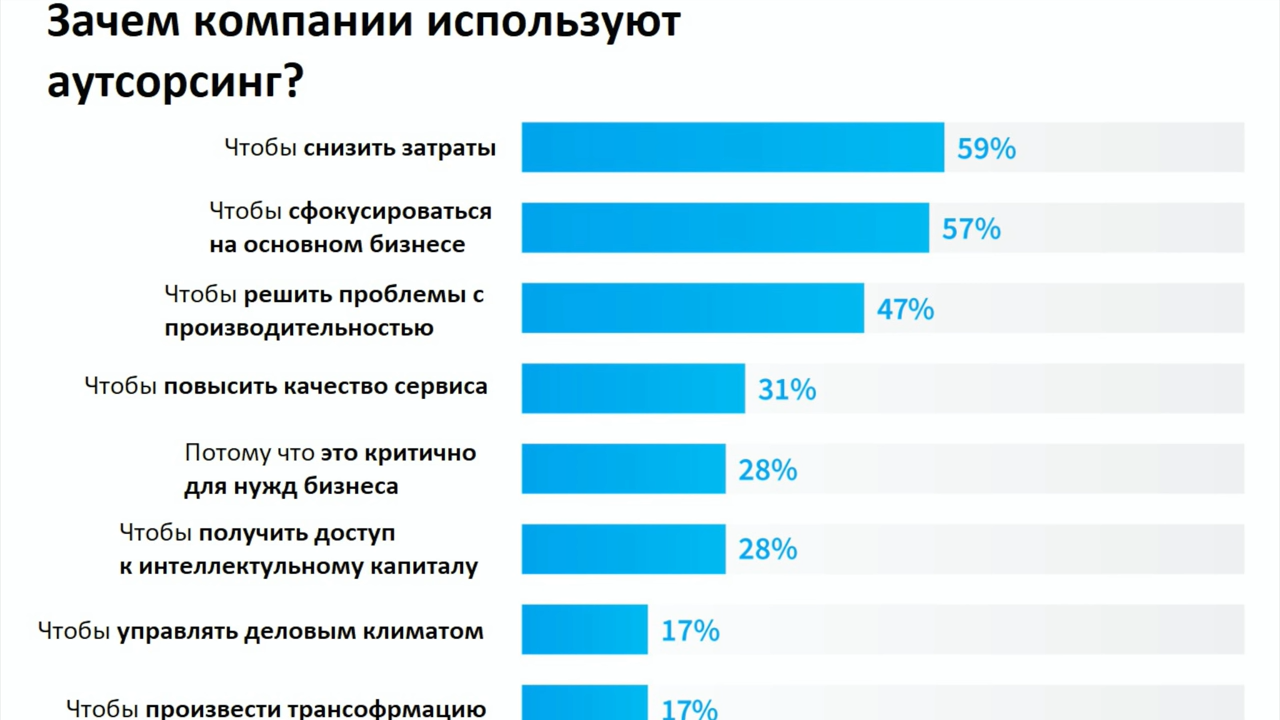 Зачем компании используют
аутсорсинг?
Чтобы снизить затраты
59%
Чтобы сфокусироваться
на основном бизнесе
57%
Чтобы решить проблемы с
производительностью
47%
Чтобы повысить качество сервиса
31%
Потому что это критично
для нужд бизнеса
28%
Чтобы получить доступ
к интеллектульному капиталу
28%
Чтобы управлять деловым климатом
17%
Чтобы произвести трансофрмацию
17%